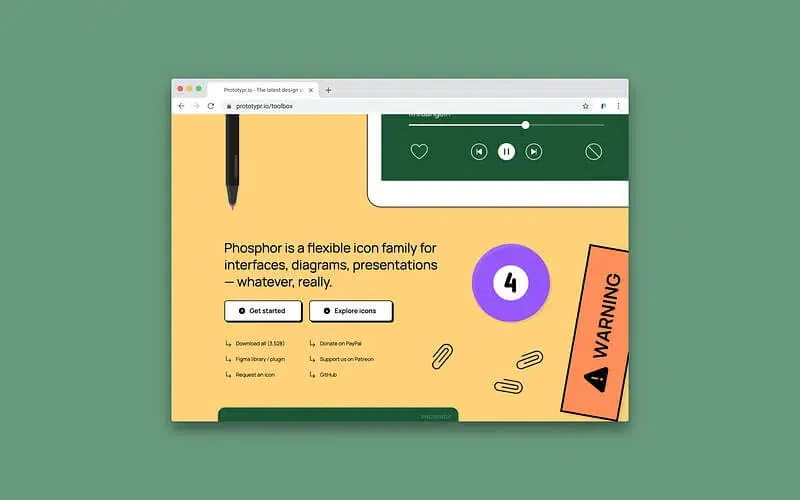 Prototypr.io - The latest design
prototypr.io/toolbox
Phosphor is a flexible icon family for
interfaces, diagrams, presentations
— whatever, really.
4
WARNING
Get started
Explore icons
Download all (3,528)
Donate on PayPal
Figma library / plugin
Support us on Patreon
Request an icon
GitHub
PHOSPHOR